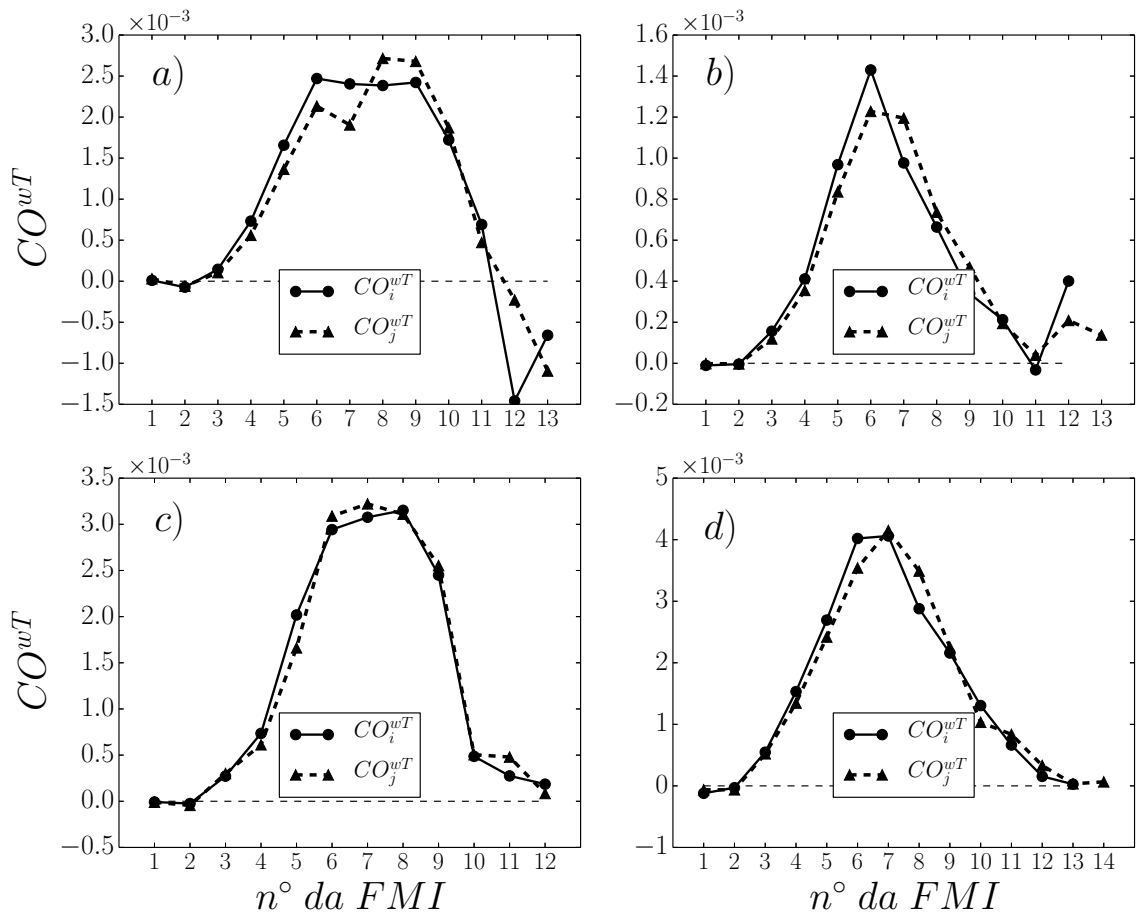 ×10⁻³
3.0
2.5
2.0
1.5
1.0
0.5
0.0
−0.5
−1.0
−1.5
a)
CO^{wT}
CO_i^{wT}
CO_j^{wT}
1 2 3 4 5 6 7 8 9 10 11 12 13
×10⁻³
1.6
1.4
1.2
1.0
0.8
0.6
0.4
0.2
0.0
−0.2
b)
CO_i^{wT}
CO_j^{wT}
1 2 3 4 5 6 7 8 9 10 11 12 13
×10⁻³
3.5
3.0
2.5
2.0
1.5
1.0
0.5
0.0
−0.5
c)
CO^{wT}
CO_i^{wT}
CO_j^{wT}
1 2 3 4 5 6 7 8 9 10 11 12
n° da FMI
×10⁻³
5
4
3
2
1
0
−1
d)
CO_i^{wT}
CO_j^{wT}
1 2 3 4 5 6 7 8 9 10 11 12 13 14
n° da FMI